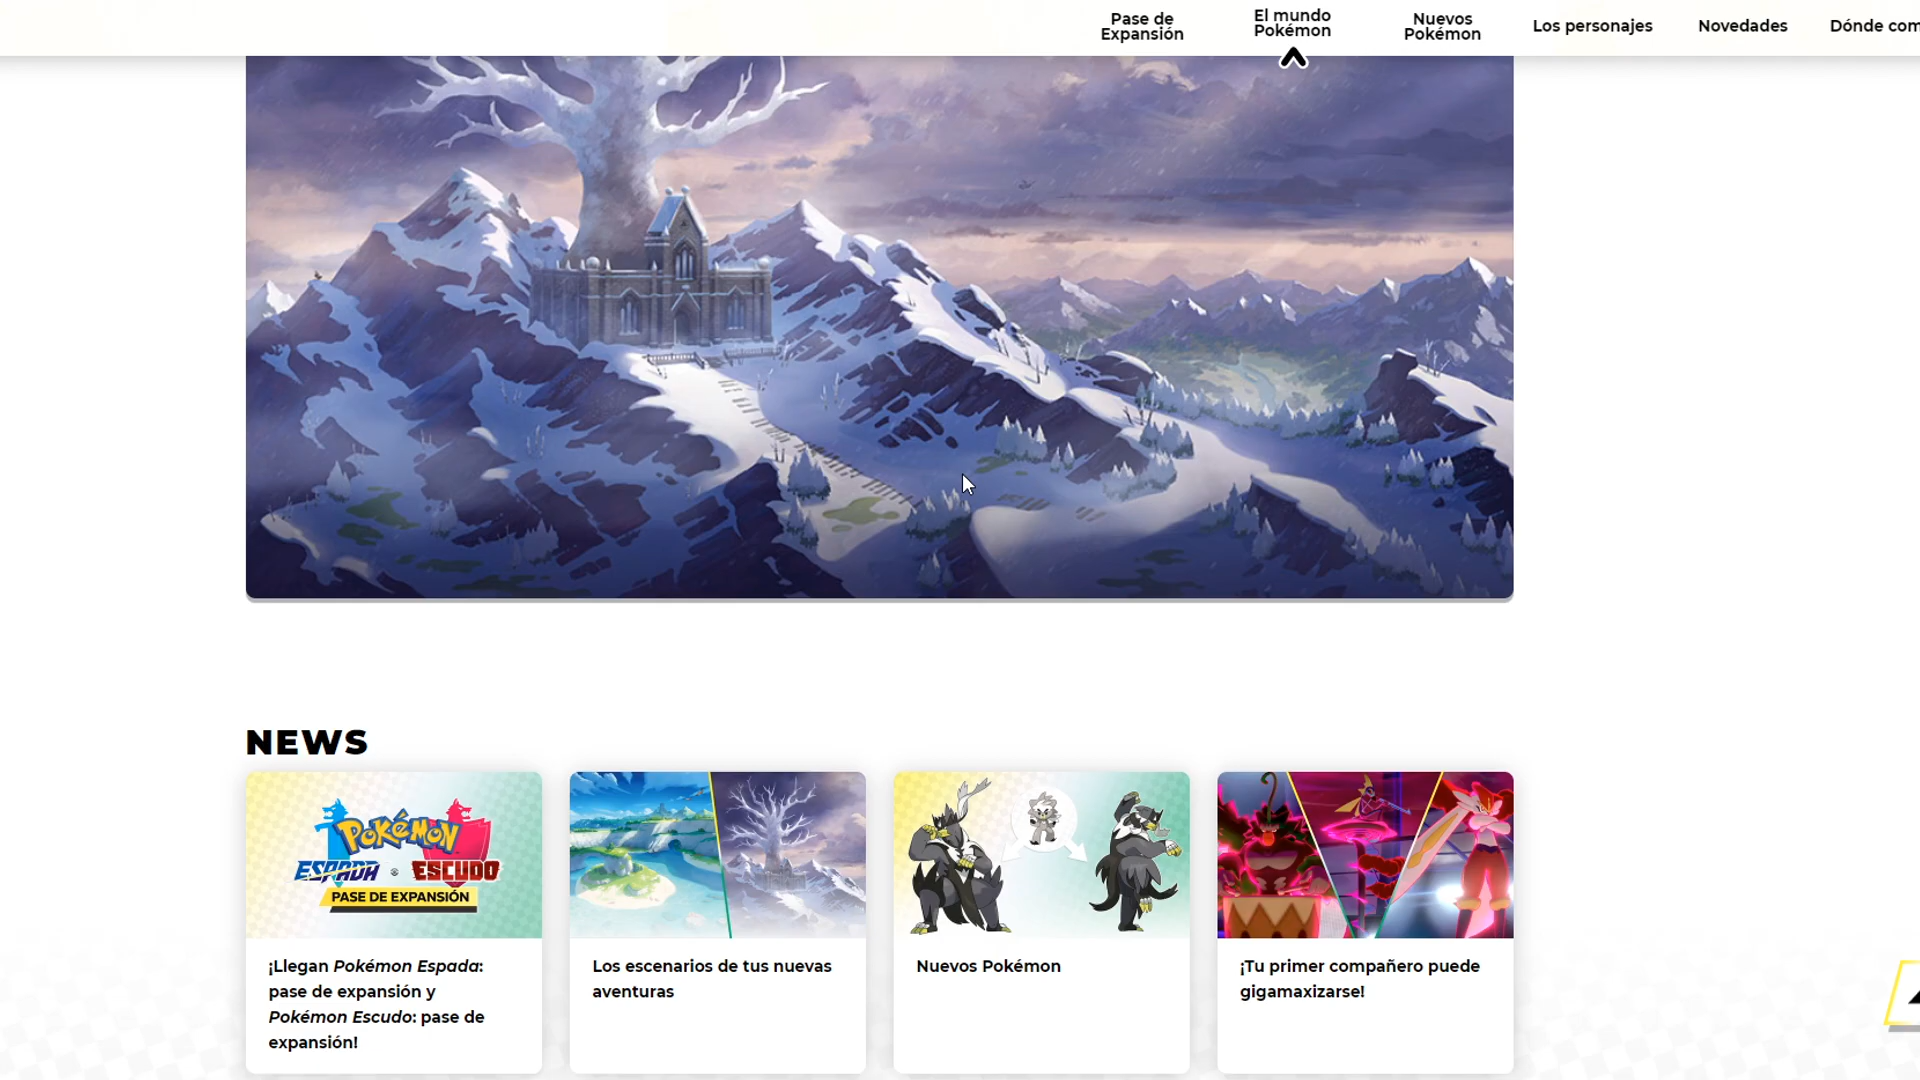 Pase de
Expansión
El mundo
Pokémon
Nuevos
Pokémon
Los personajes
Novedades
Dónde com
NEWS
POKéMON
ESPADA ESCUDO
PASE DE EXPANSIÓN
¡Llegan Pokémon Espada:
pase de expansión y
Pokémon Escudo: pase de
expansión!
Los escenarios de tus nuevas
aventuras
Nuevos Pokémon
¡Tu primer compañero puede
gigamaxizarse!